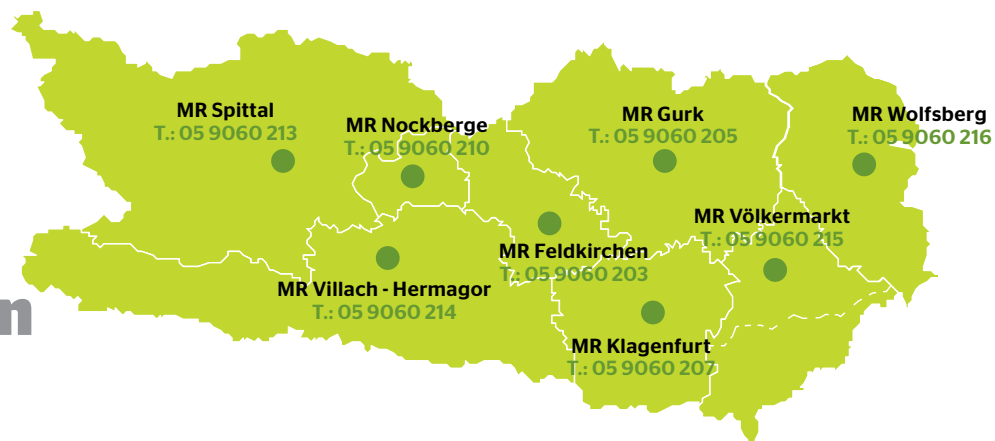 MR Spittal
T.: 05 9060 213
MR Nockberge
T.: 05 9060 210
MR Gurk
T.: 05 9060 205
MR Wolfsberg
T.: 05 9060 216
MR Völkermarkt
T.: 05 9060 215
MR Feldkirchen
T.: 05 9060 203
MR Villach - Hermagor
T.: 05 9060 214
n
MR Klagenfurt
T.: 05 9060 207